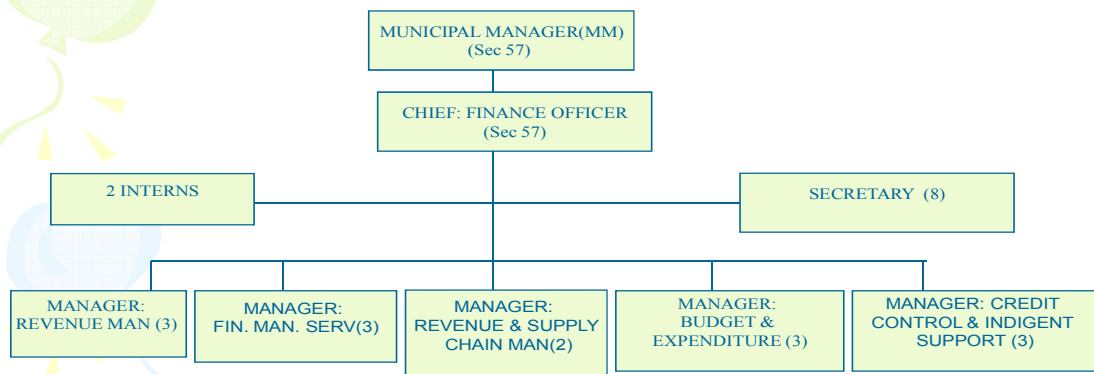 MUNICIPAL MANAGER(MM)
(Sec 57)
CHIEF: FINANCE OFFICER
(Sec 57)
2 INTERNS
SECRETARY (8)
MANAGER:
REVENUE MAN (3)
MANAGER:
FIN. MAN. SERV(3)
MANAGER:
REVENUE & SUPPLY
CHAIN MAN(2)
MANAGER:
BUDGET &
EXPENDITURE (3)
MANAGER: CREDIT
CONTROL & INDIGENT
SUPPORT (3)